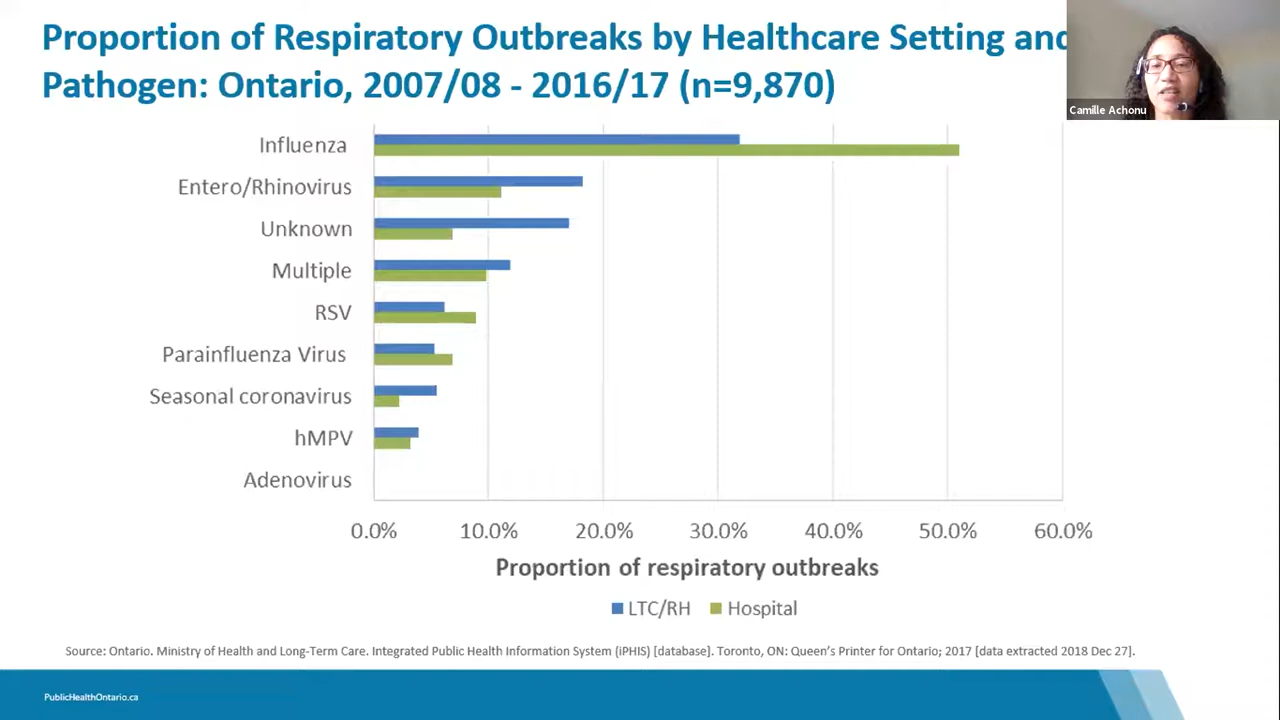 Proportion of Respiratory Outbreaks by Healthcare Setting and
Pathogen: Ontario, 2007/08 - 2016/17 (n=9,870)
Camille Achonu
Influenza
Entero/Rhinovirus
Unknown
Multiple
RSV
Parainfluenza Virus
Seasonal coronavirus
hMPV
Adenovirus
0.0% 10.0% 20.0% 30.0% 40.0% 50.0% 60.0%
Proportion of respiratory outbreaks
LTC/RH Hospital
Source: Ontario. Ministry of Health and Long-Term Care. Integrated Public Health Information System (iPHIS) [database]. Toronto, ON: Queen's Printer for Ontario; 2017 [data extracted 2018 Dec 27].
PublicHealthOntario.ca